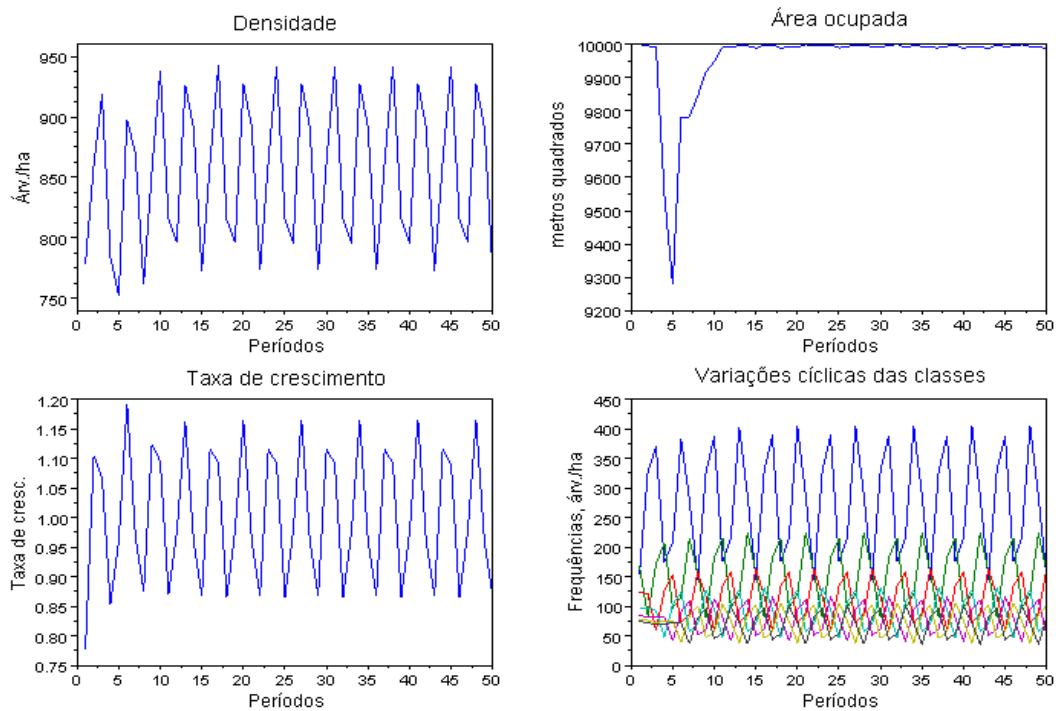 Densidade
Árv./ha
950
900
850
800
750
0 5 10 15 20 25 30 35 40 45 50
Períodos
Área ocupada
metros quadrados
10000
9900
9800
9700
9600
9500
9400
9300
9200
0 5 10 15 20 25 30 35 40 45 50
Períodos
Taxa de crescimento
Taxa de cresc.
1.20
1.15
1.10
1.05
1.00
0.95
0.90
0.85
0.80
0.75
0 5 10 15 20 25 30 35 40 45 50
Períodos
Variações cíclicas das classes
Frequências, árv./ha
450
400
350
300
250
200
150
100
50
0
0 5 10 15 20 25 30 35 40 45 50
Períodos